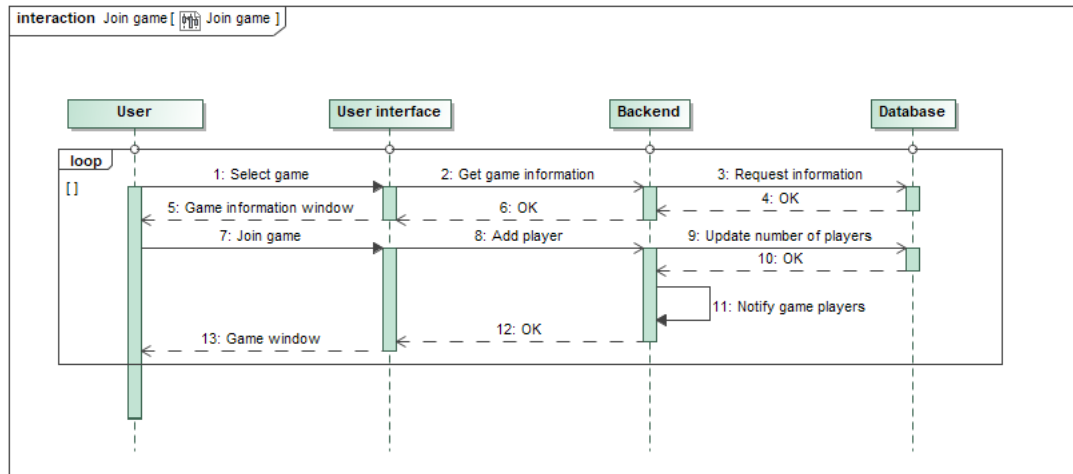 interaction Join game [ Join game ]
User User interface Backend Database
loop
[ ]
1: Select game 2: Get game information 3: Request information
4: OK
5: Game information window 6: OK
7: Join game 8: Add player 9: Update number of players
10: OK
11: Notify game players
12: OK
13: Game window